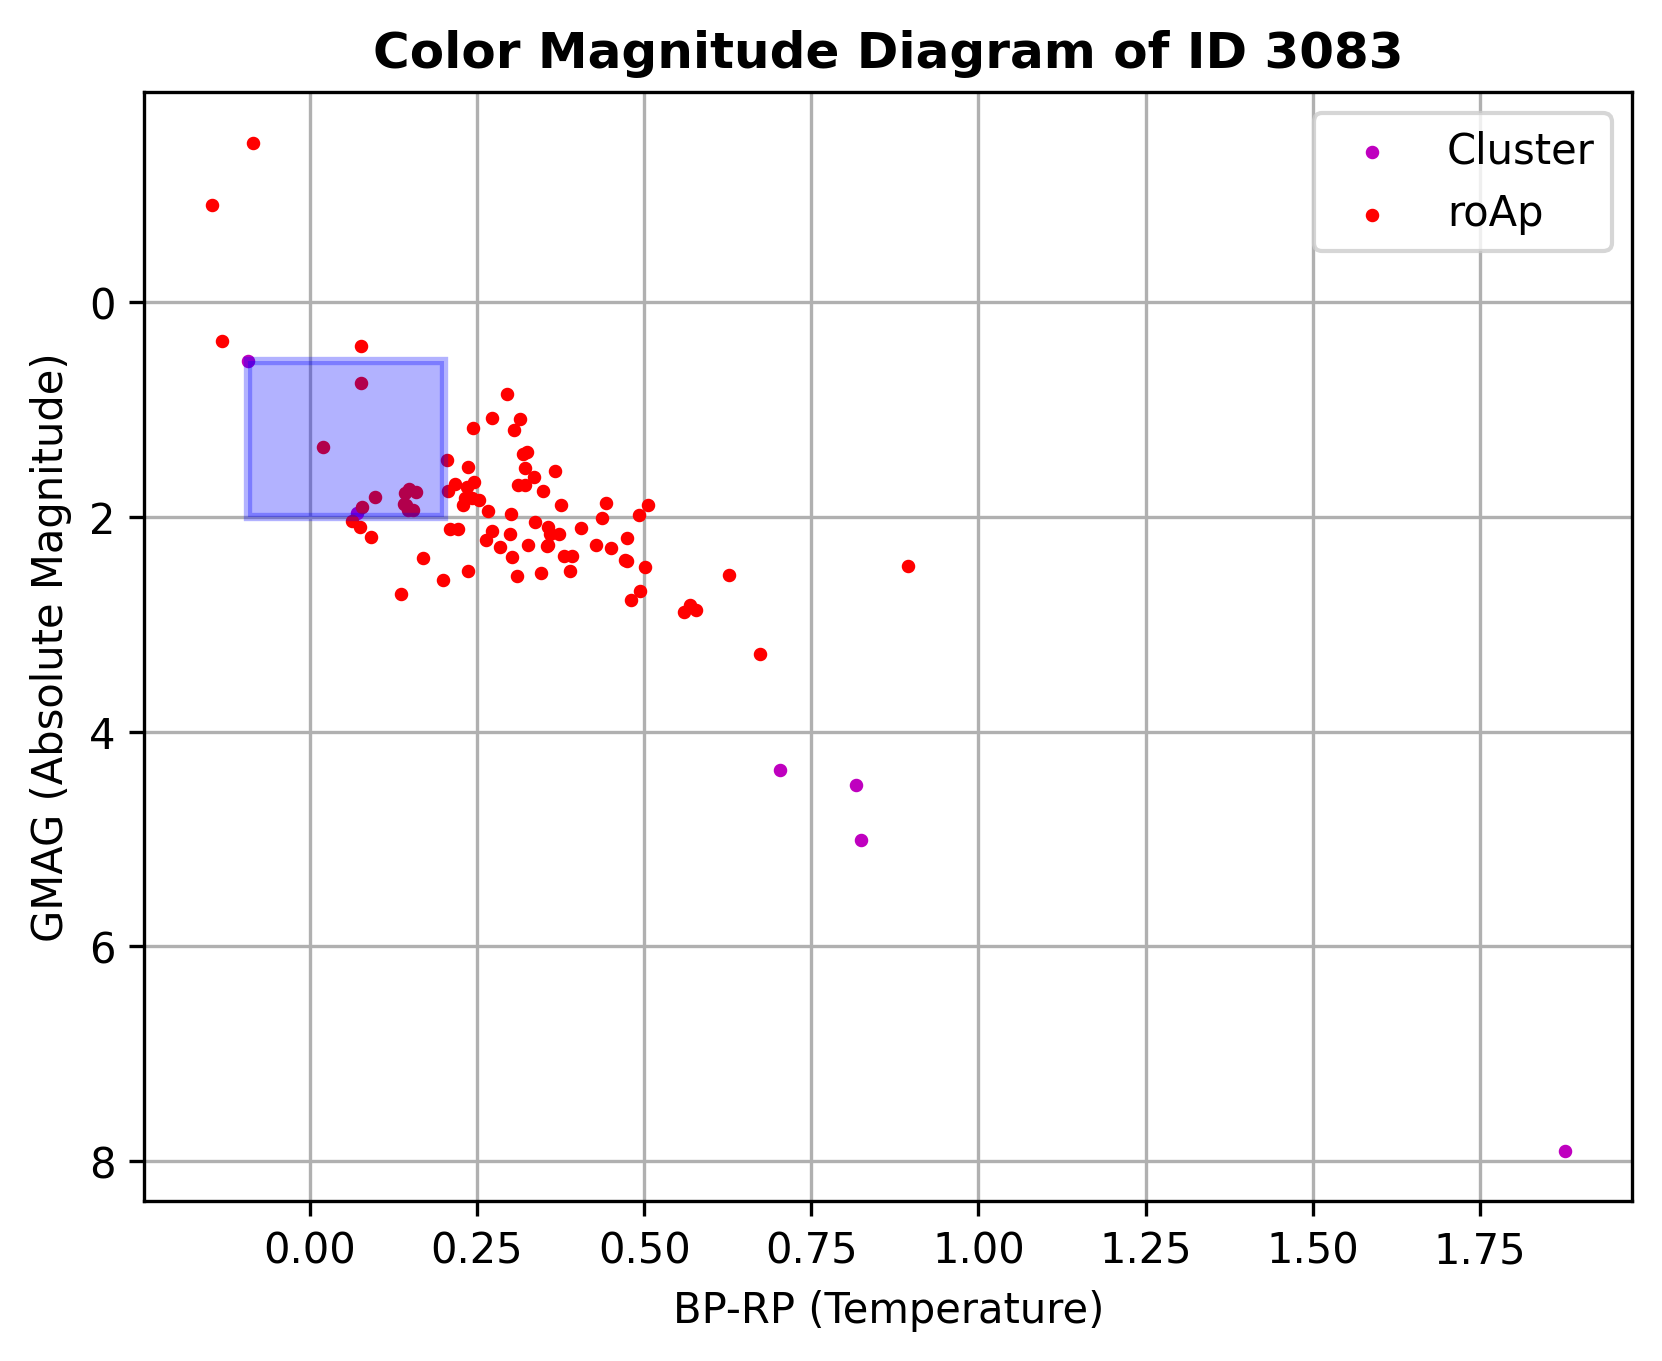 Color Magnitude Diagram of ID 3083
Cluster
roAp
GMAG (Absolute Magnitude)
0
2
4
6
8
0.00 0.25 0.50 0.75 1.00 1.25 1.50 1.75
BP-RP (Temperature)